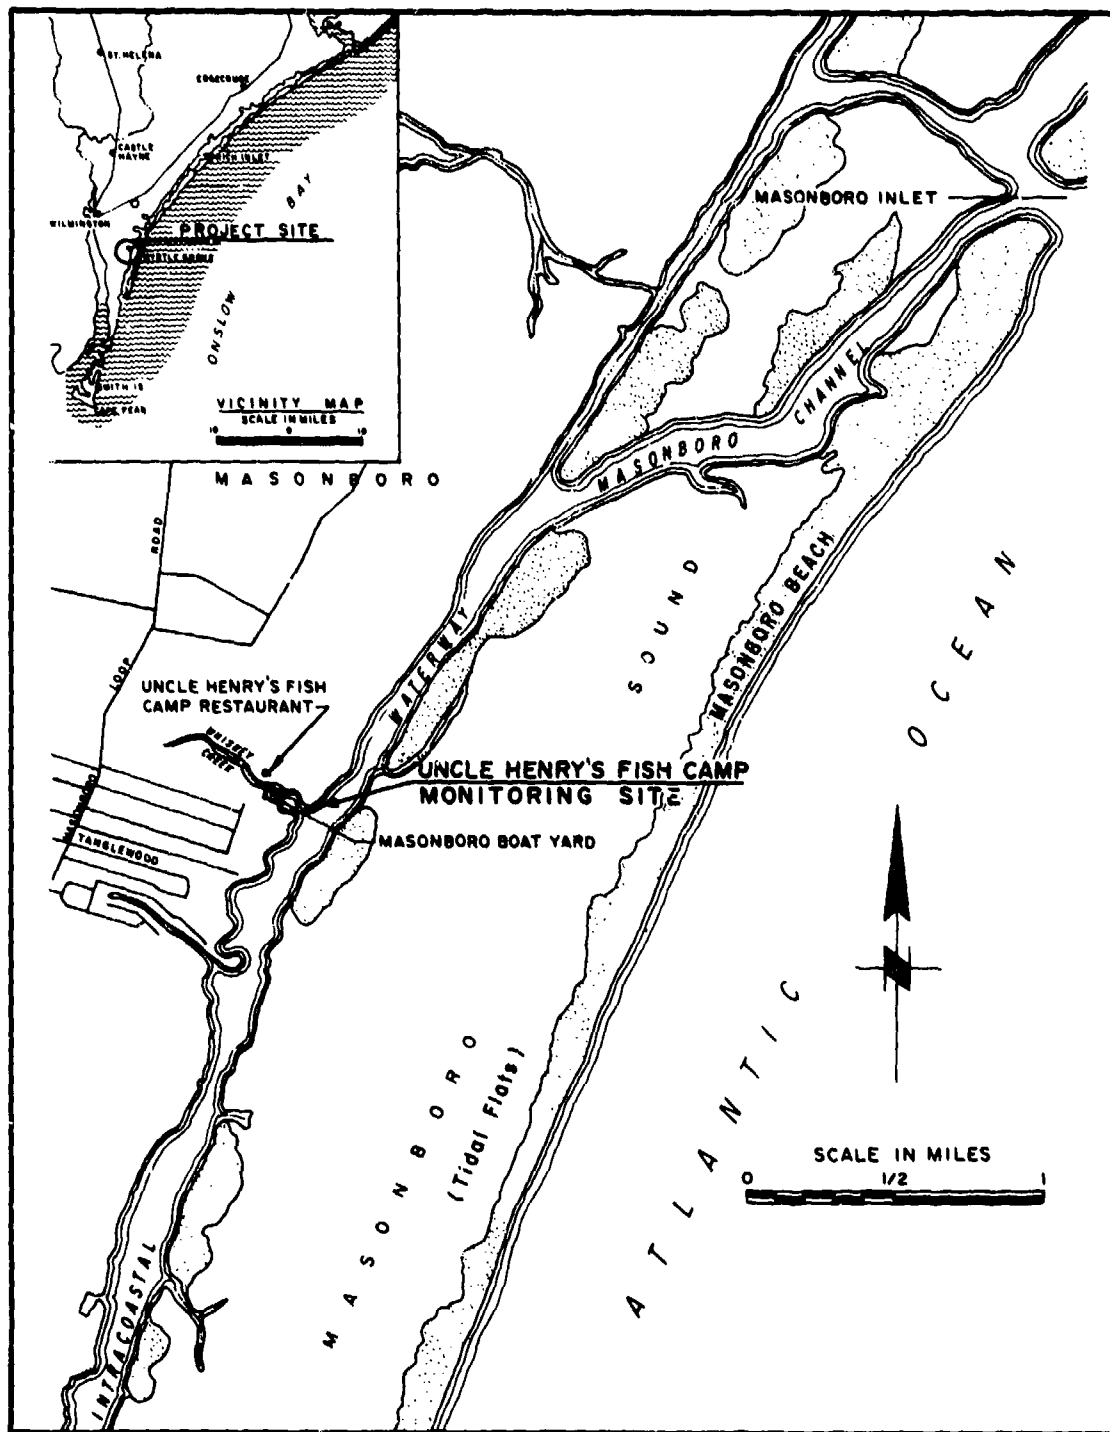 ST. HELENA
EDGECOMBE
CASTLE
HAYNE
WILMINGTON
PROJECT SITE
BAY
ONSLOW
SMITH IS
VICINITY MAP
SCALE IN MILES
10 0 10
MASONBORO INLET
MASONBORO
CHANNEL
MASONBORO
ROAD
LOOP
MASONBORO
UNCLE HENRY'S FISH
CAMP RESTAURANT
WHISKEY
CREEK
WATERWAY
SOUND
MASONBORO BEACH
OCEAN
UNCLE HENRY'S FISH CAMP
MONITORING SITE
MASONBORO BOAT YARD
TANGLEWOOD
MASONBORO
(Tidal Flats)
ATLANTIC
SCALE IN MILES
0 1/2 1
INTRACOASTAL